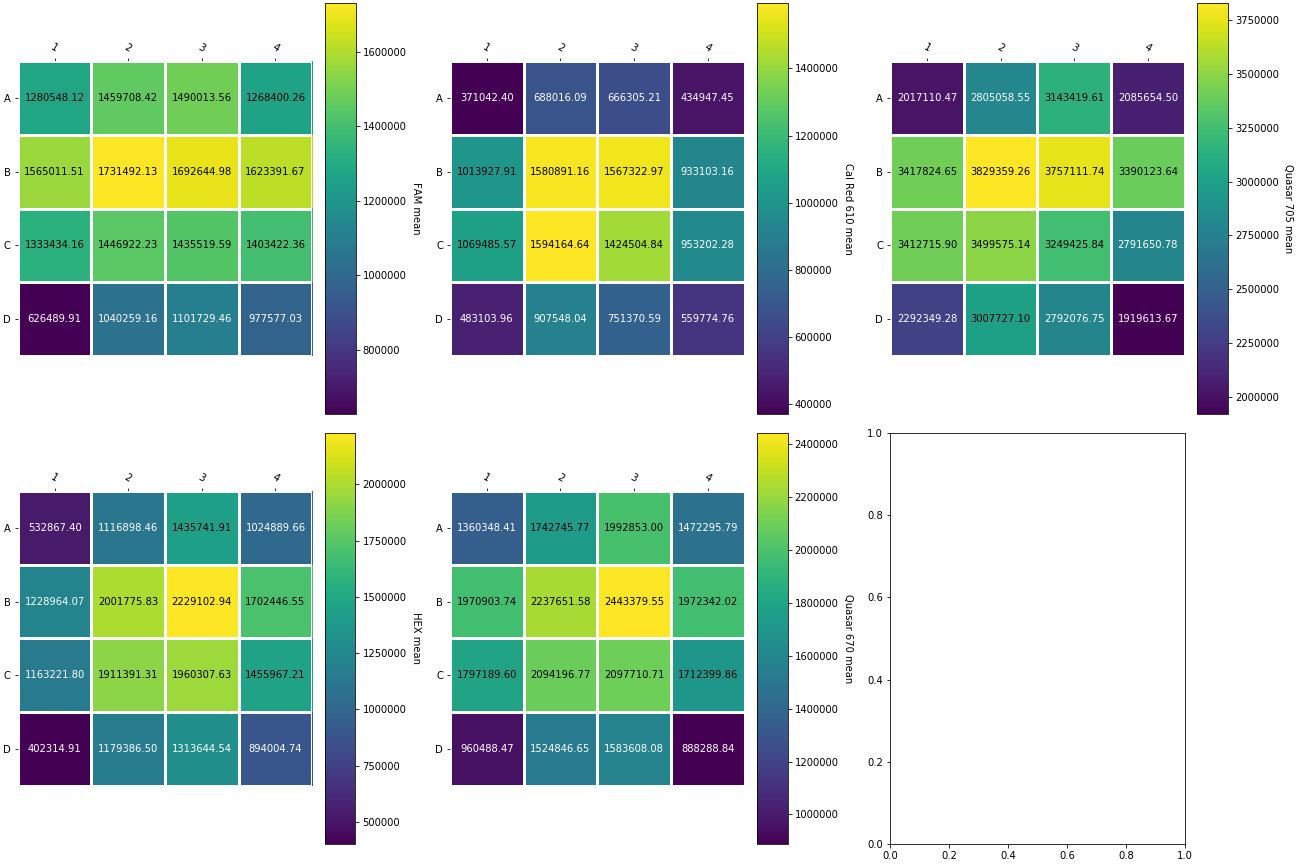 1 2 3 4
A 1280548.12 1459708.42 1490013.56 1268400.26
B 1565011.51 1731492.13 1692644.98 1623391.67
C 1333434.16 1446922.23 1435519.59 1403422.36
D 626489.91 1040259.16 1101729.46 977577.03
1600000
1400000
1200000
1000000
800000
FAM mean
1 2 3 4
A 371042.40 688016.09 666305.21 434947.45
B 1013927.91 1580891.16 1567322.97 933103.16
C 1069485.57 1594164.64 1424504.84 953202.28
D 483103.96 907548.04 751370.59 559774.76
1400000
1200000
1000000
800000
600000
400000
Cal Red 610 mean
1 2 3 4
A 2017110.47 2805058.55 3143419.61 2085654.50
B 3417824.65 3829359.26 3757111.74 3390123.64
C 3412715.90 3499575.14 3249425.84 2791650.78
D 2292349.28 3007727.10 2792076.75 1919613.67
3750000
3500000
3250000
3000000
2750000
2500000
2250000
2000000
Quasar 705 mean
1 2 3 4
A 532867.40 1116898.46 1435741.91 1024889.66
B 1228964.07 2001775.83 2229102.94 1702446.55
C 1163221.80 1911391.31 1960307.63 1455967.21
D 402314.91 1179386.50 1313644.54 894004.74
2000000
1750000
1500000
1250000
1000000
750000
500000
HEX mean
1 2 3 4
A 1360348.41 1742745.77 1992853.00 1472295.79
B 1970903.74 2237651.58 2443379.55 1972342.02
C 1797189.60 2094196.77 2097710.71 1712399.86
D 960488.47 1524846.65 1583608.08 888288.84
2400000
2200000
2000000
1800000
1600000
1400000
1200000
1000000
Quasar 670 mean
1.0
0.8
0.6
0.4
0.2
0.0
0.0 0.2 0.4 0.6 0.8 1.0